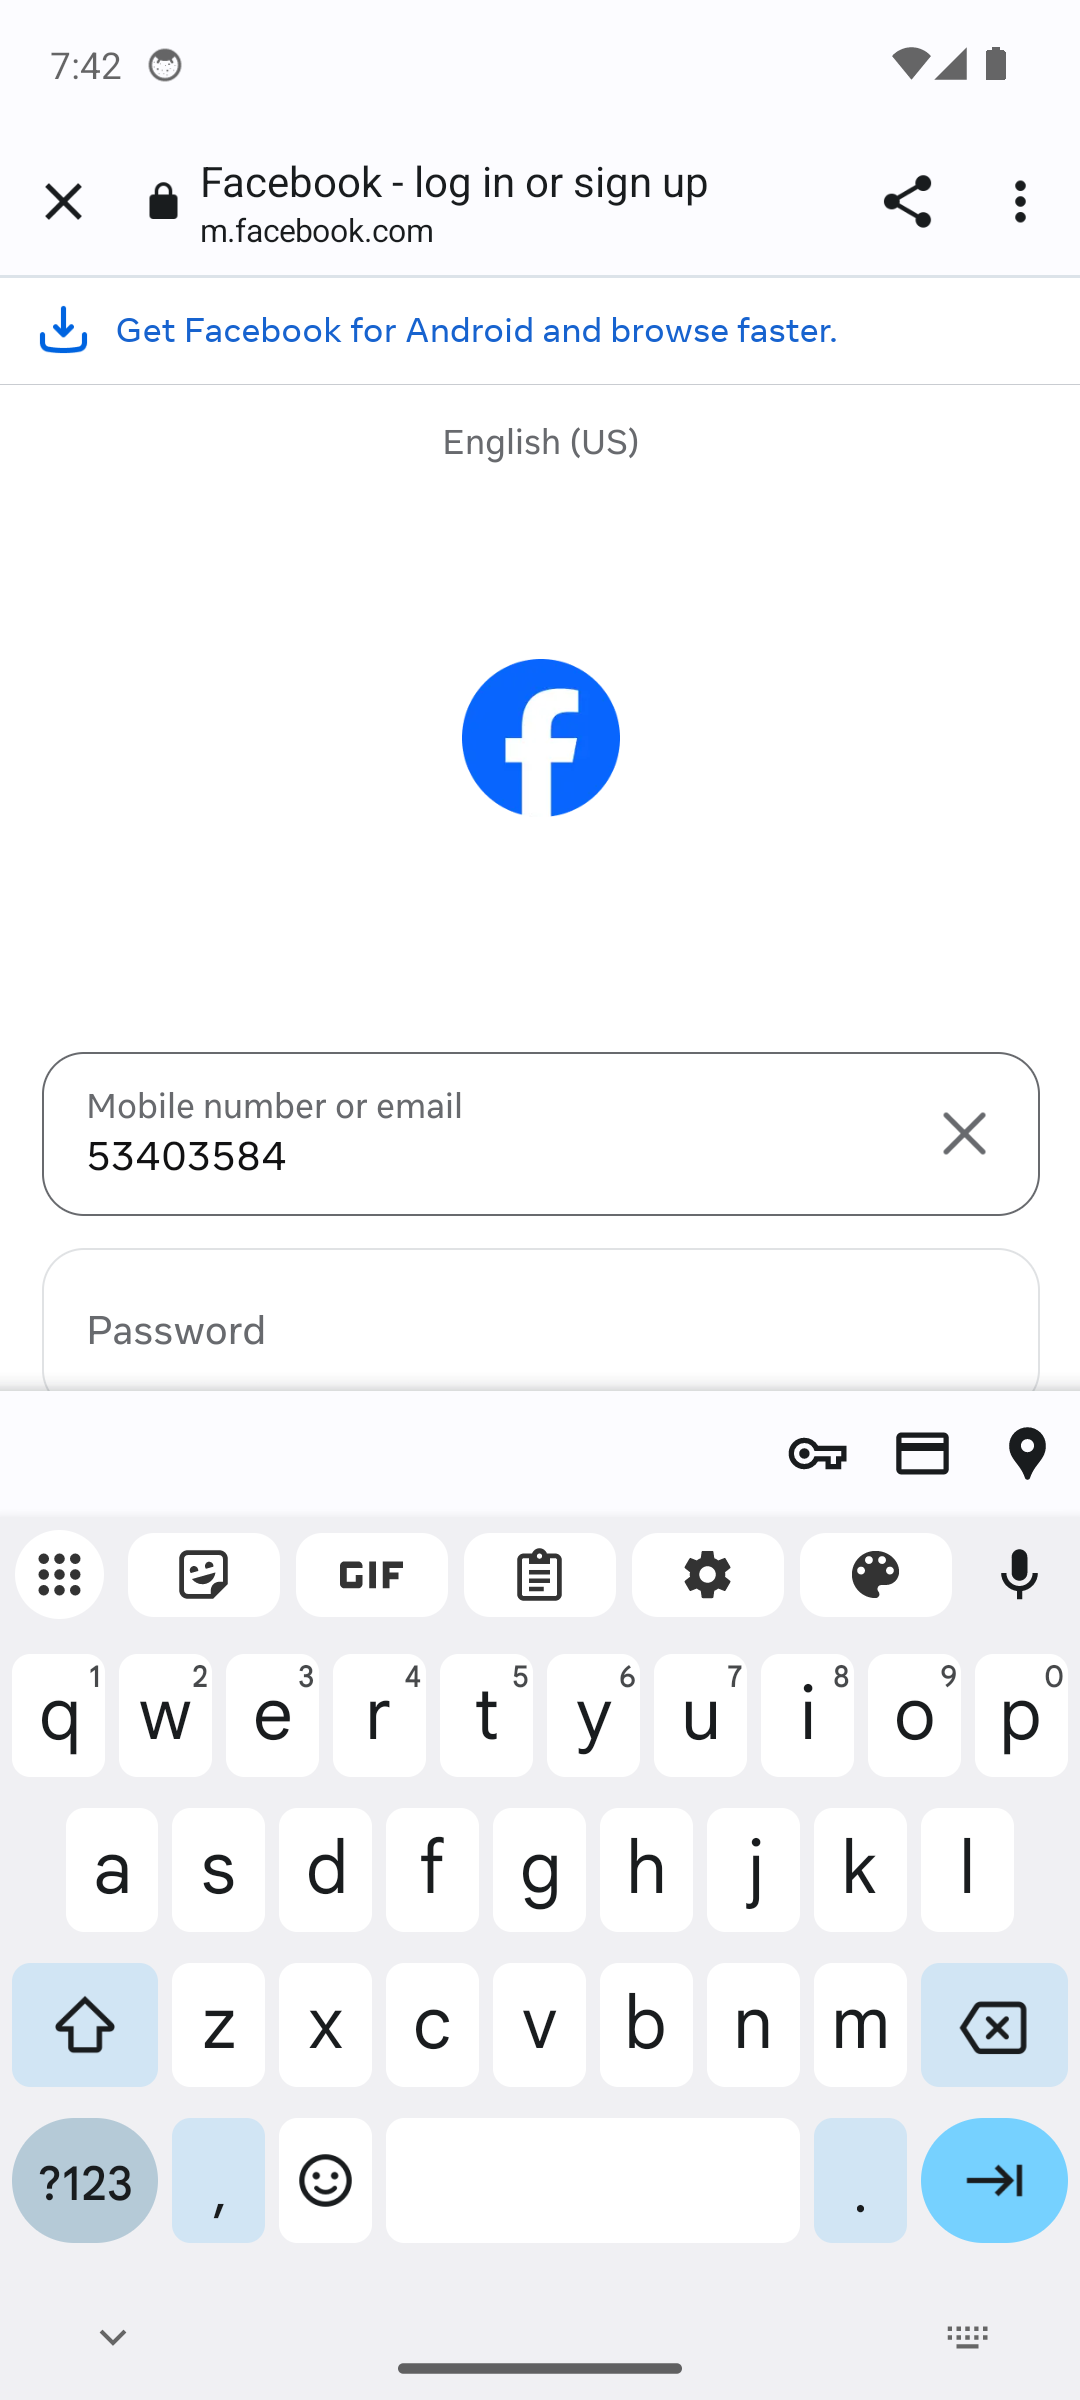 7:42
Facebook - log in or sign up
m.facebook.com
Get Facebook for Android and browse faster.
English (US)
Mobile number or email
53403584
Password
GIF
q 1 w 2 e 3 r 4 t 5 y 6 u 7 i 8 o 9 p 0
a s d f g h j k l
z x c v b n m
?123 , .